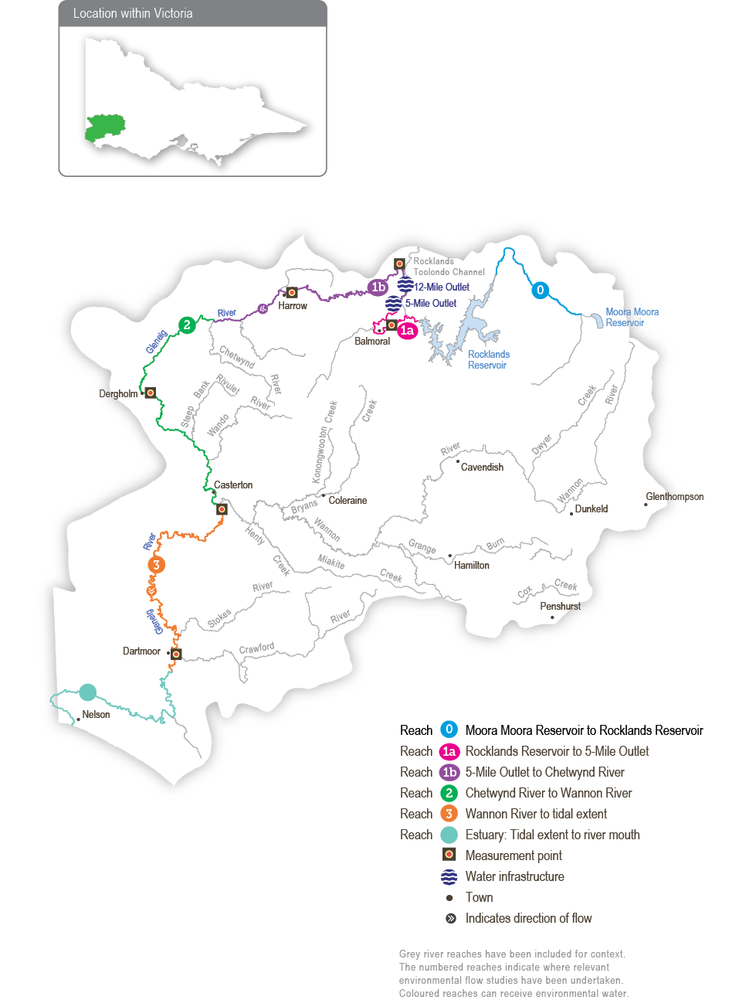 Location within Victoria
Rocklands
Toolondo Channel
12-Mile Outlet
1b
0
Harrow
5-Mile Outlet
Moora Moora
Reservoir
River
2
1a
Glenelg
Balmoral
Rocklands
Reservoir
Chetwynd
River
Dergholm
Bank
Rivulet
Steep
River
Wando
Konongwooton Creek
Creek
Creek
River
Dwyer
River
Cavendish
Casterton
Coleraine
Bryans
Wannon
Wannon
Dunkeld
Glenthompson
River
Henty
Creek
Grange
Burn
Hamilton
3
Miakite
Creek
River
Cox
Creek
Penshurst
Glenelg
Stokes
River
Dartmoor
Crawford
Nelson
Reach 0 Moora Moora Reservoir to Rocklands Reservoir
Reach 1a Rocklands Reservoir to 5-Mile Outlet
Reach 1b 5-Mile Outlet to Chetwynd River
Reach 2 Chetwynd River to Wannon River
Reach 3 Wannon River to tidal extent
Reach Estuary: Tidal extent to river mouth
Measurement point
Water infrastructure
Town
Indicates direction of flow
Grey river reaches have been included for context.
The numbered reaches indicate where relevant
environmental flow studies have been undertaken.
Coloured reaches can receive environmental water.